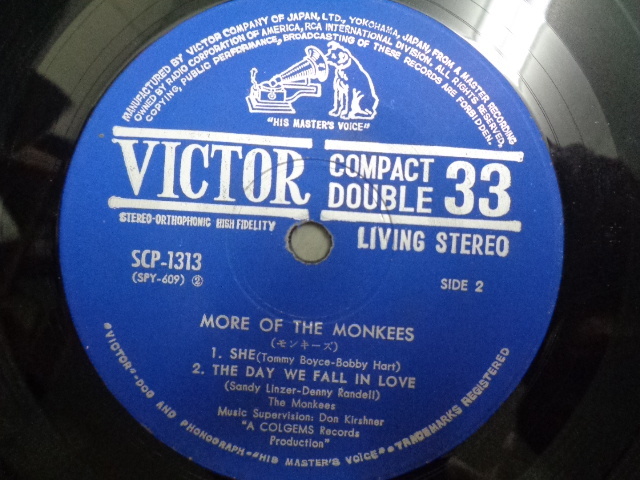 MANUFACTURED BY VICTOR COMPANY OF JAPAN, LTD., YOKOHAMA, JAPAN, FROM A MASTER RECORDING
OWNED BY RADIO CORPORATION OF AMERICA, RCA INTERNATIONAL DIVISION. ALL RIGHTS RESERVED.
COPYING, PUBLIC PERFORMANCE, BROADCASTING OF THESE RECORDS ARE FORBIDDEN.
"HIS MASTER'S VOICE"
VICTOR COMPACT DOUBLE 33
STEREO-ORTHOPHONIC HIGH FIDELITY
LIVING STEREO
SCP-1313
(SPY-609) ②
SIDE 2
MORE OF THE MONKEES
(モンキーズ)
1. SHE (Tommy Boyce-Bobby Hart)
2. THE DAY WE FALL IN LOVE
(Sandy Linzer-Denny Randell)
The Monkees
Music Supervision: Don Kirshner
"A COLGEMS Records
Production"
"VICTOR"-DOG AND PHONOGRAPH-"HIS MASTER'S VOICE"-TRADEMARKS REGISTERED